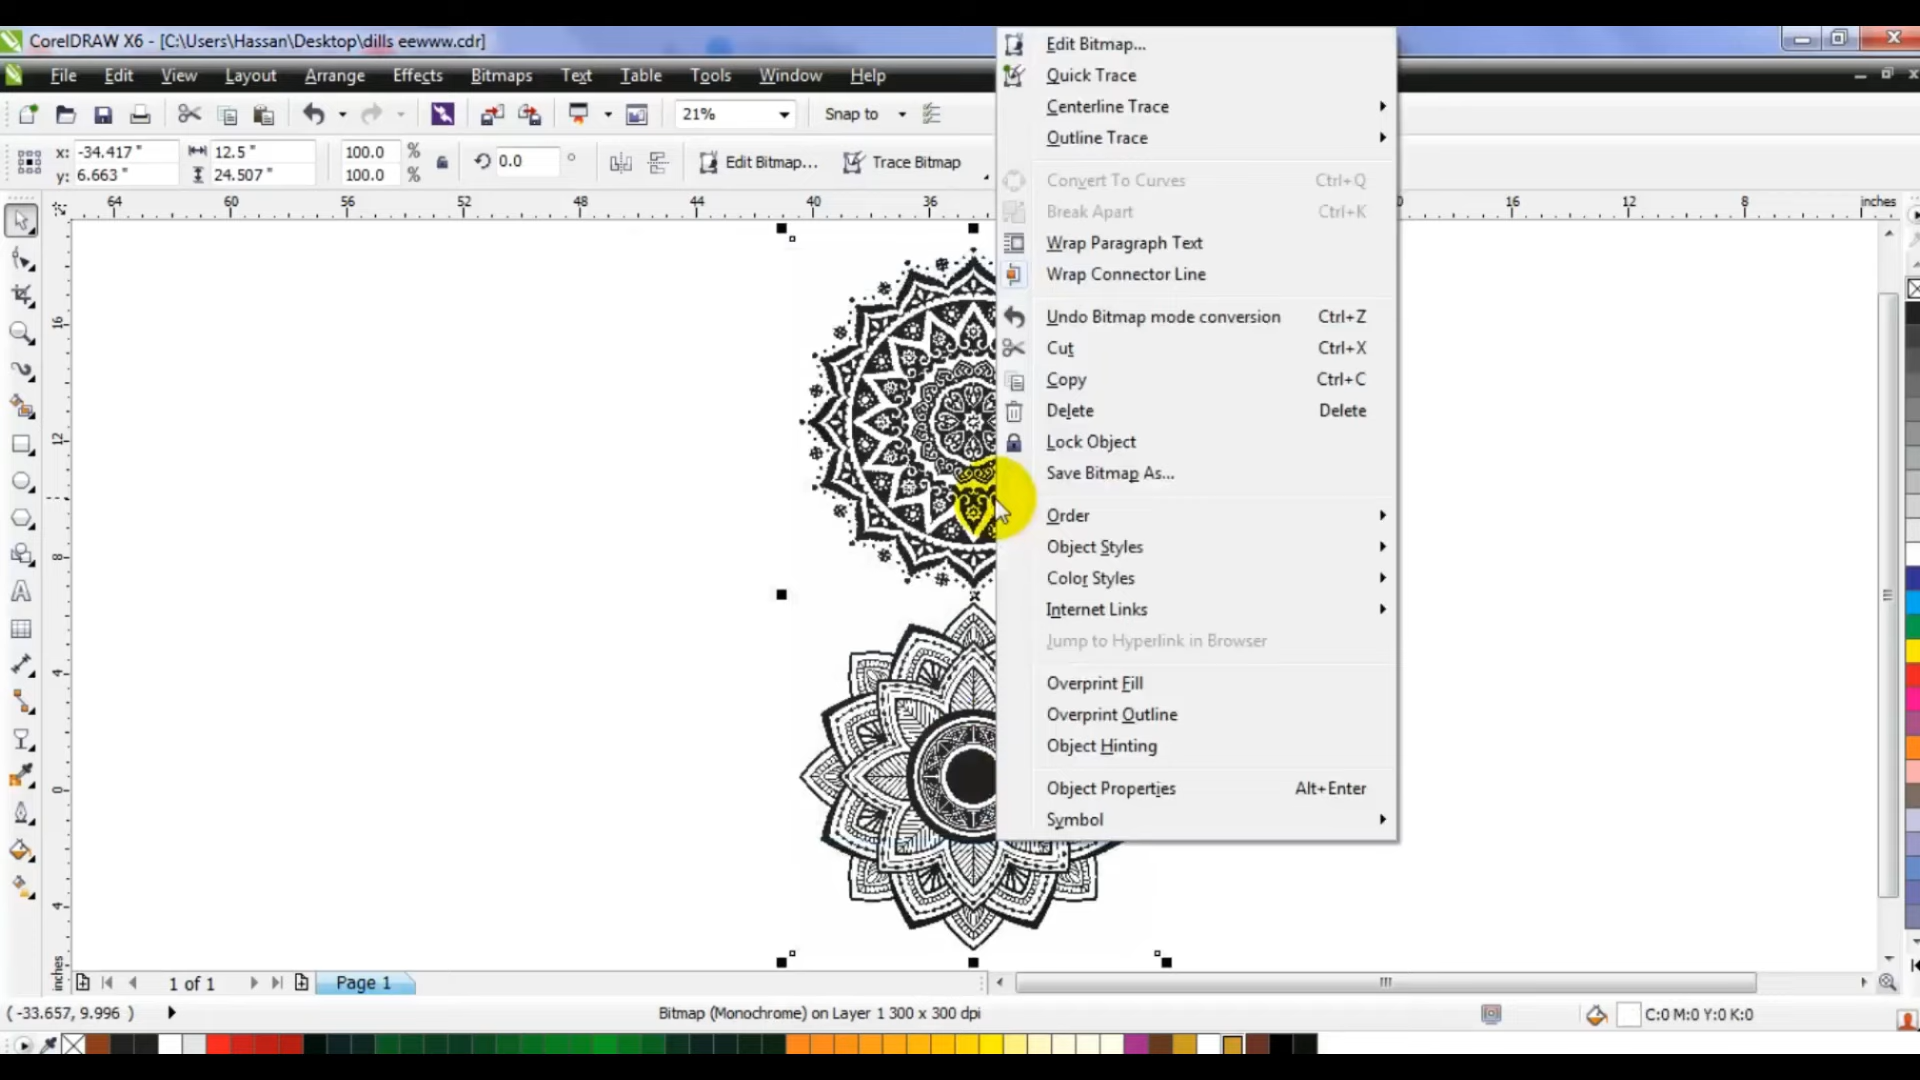 CorelDRAW X6 - [C:\Users\Hassan\Desktop\dills eewww.cdr]
File Edit View Layout Arrange Effects Bitmaps Text Table Tools Window Help
21% Snap to
x: -34.417 " 12.5 " 100.0 %
y: 6.663 " 24.507 " 100.0 %
0.0 ° Edit Bitmap... Trace Bitmap
64 60 56 52 48 44 40 36 16 12 8 inches
16
12
8
4
0
4
inches
Edit Bitmap...
Quick Trace
Centerline Trace
Outline Trace
Convert To Curves Ctrl+Q
Break Apart Ctrl+K
Wrap Paragraph Text
Wrap Connector Line
Undo Bitmap mode conversion Ctrl+Z
Cut Ctrl+X
Copy Ctrl+C
Delete Delete
Lock Object
Save Bitmap As...
Order
Object Styles
Color Styles
Internet Links
Jump to Hyperlink in Browser
Overprint Fill
Overprint Outline
Object Hinting
Object Properties Alt+Enter
Symbol
1 of 1 Page 1
( -33.657, 9.996 ) Bitmap (Monochrome) on Layer 1 300 x 300 dpi C:0 M:0 Y:0 K:0